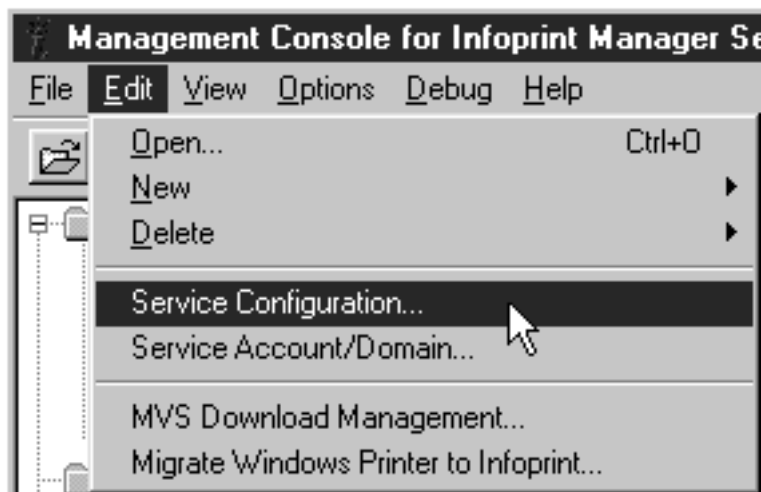 Management Console for Infoprint Manager Se
File Edit View Options Debug Help
Open... Ctrl+O
New
Delete
Service Configuration...
Service Account/Domain...
MVS Download Management...
Migrate Windows Printer to Infoprint...